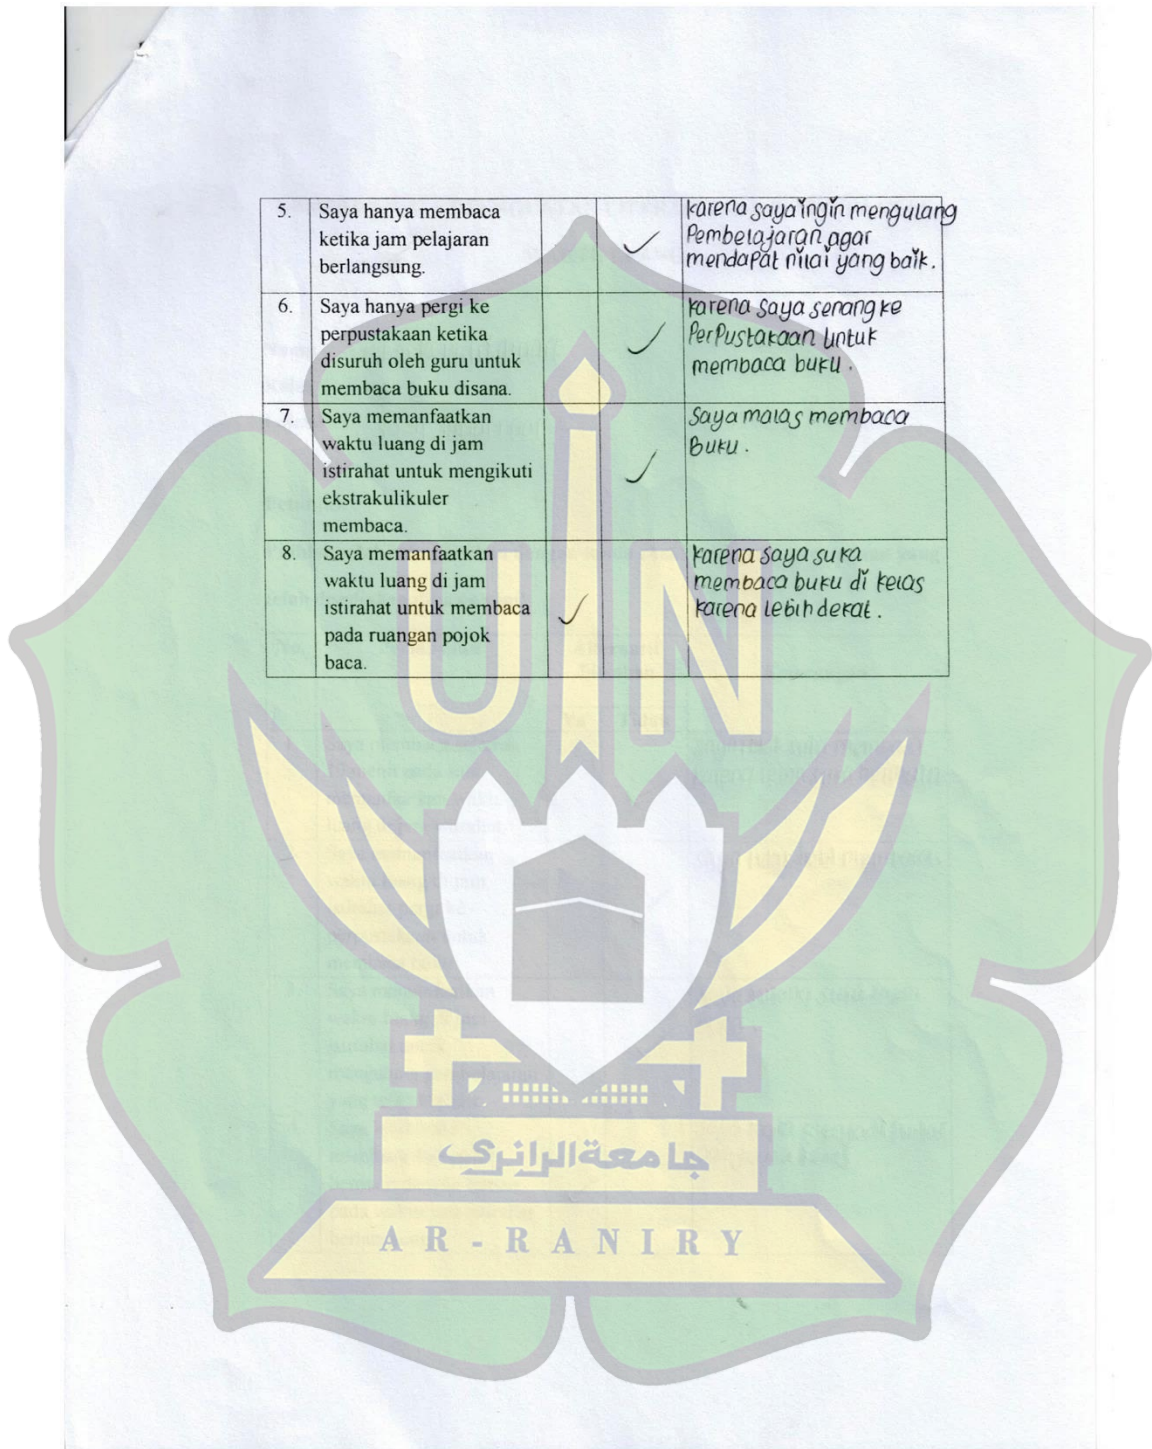 5. Saya hanya membaca
ketika jam pelajaran
berlangsung.
✓
karena saya ingin mengulang
Pembelajaran agar
mendapat nilai yang baik.
6. Saya hanya pergi ke
perpustakaan ketika
disuruh oleh guru untuk
membaca buku disana.
✓
karena saya senang ke
PerPustakaan untuk
membaca buku.
7. Saya memanfaatkan
waktu luang di jam
istirahat untuk mengikuti
ekstrakulikuler
membaca.
✓
Saya malas membaca
Buku.
8. Saya memanfaatkan
waktu luang di jam
istirahat untuk membaca
pada ruangan pojok
baca.
✓
karena saya suka
membaca buku di kelas
karena lebih dekat.
UIN
جامعة الرانري
AR-RANIRY